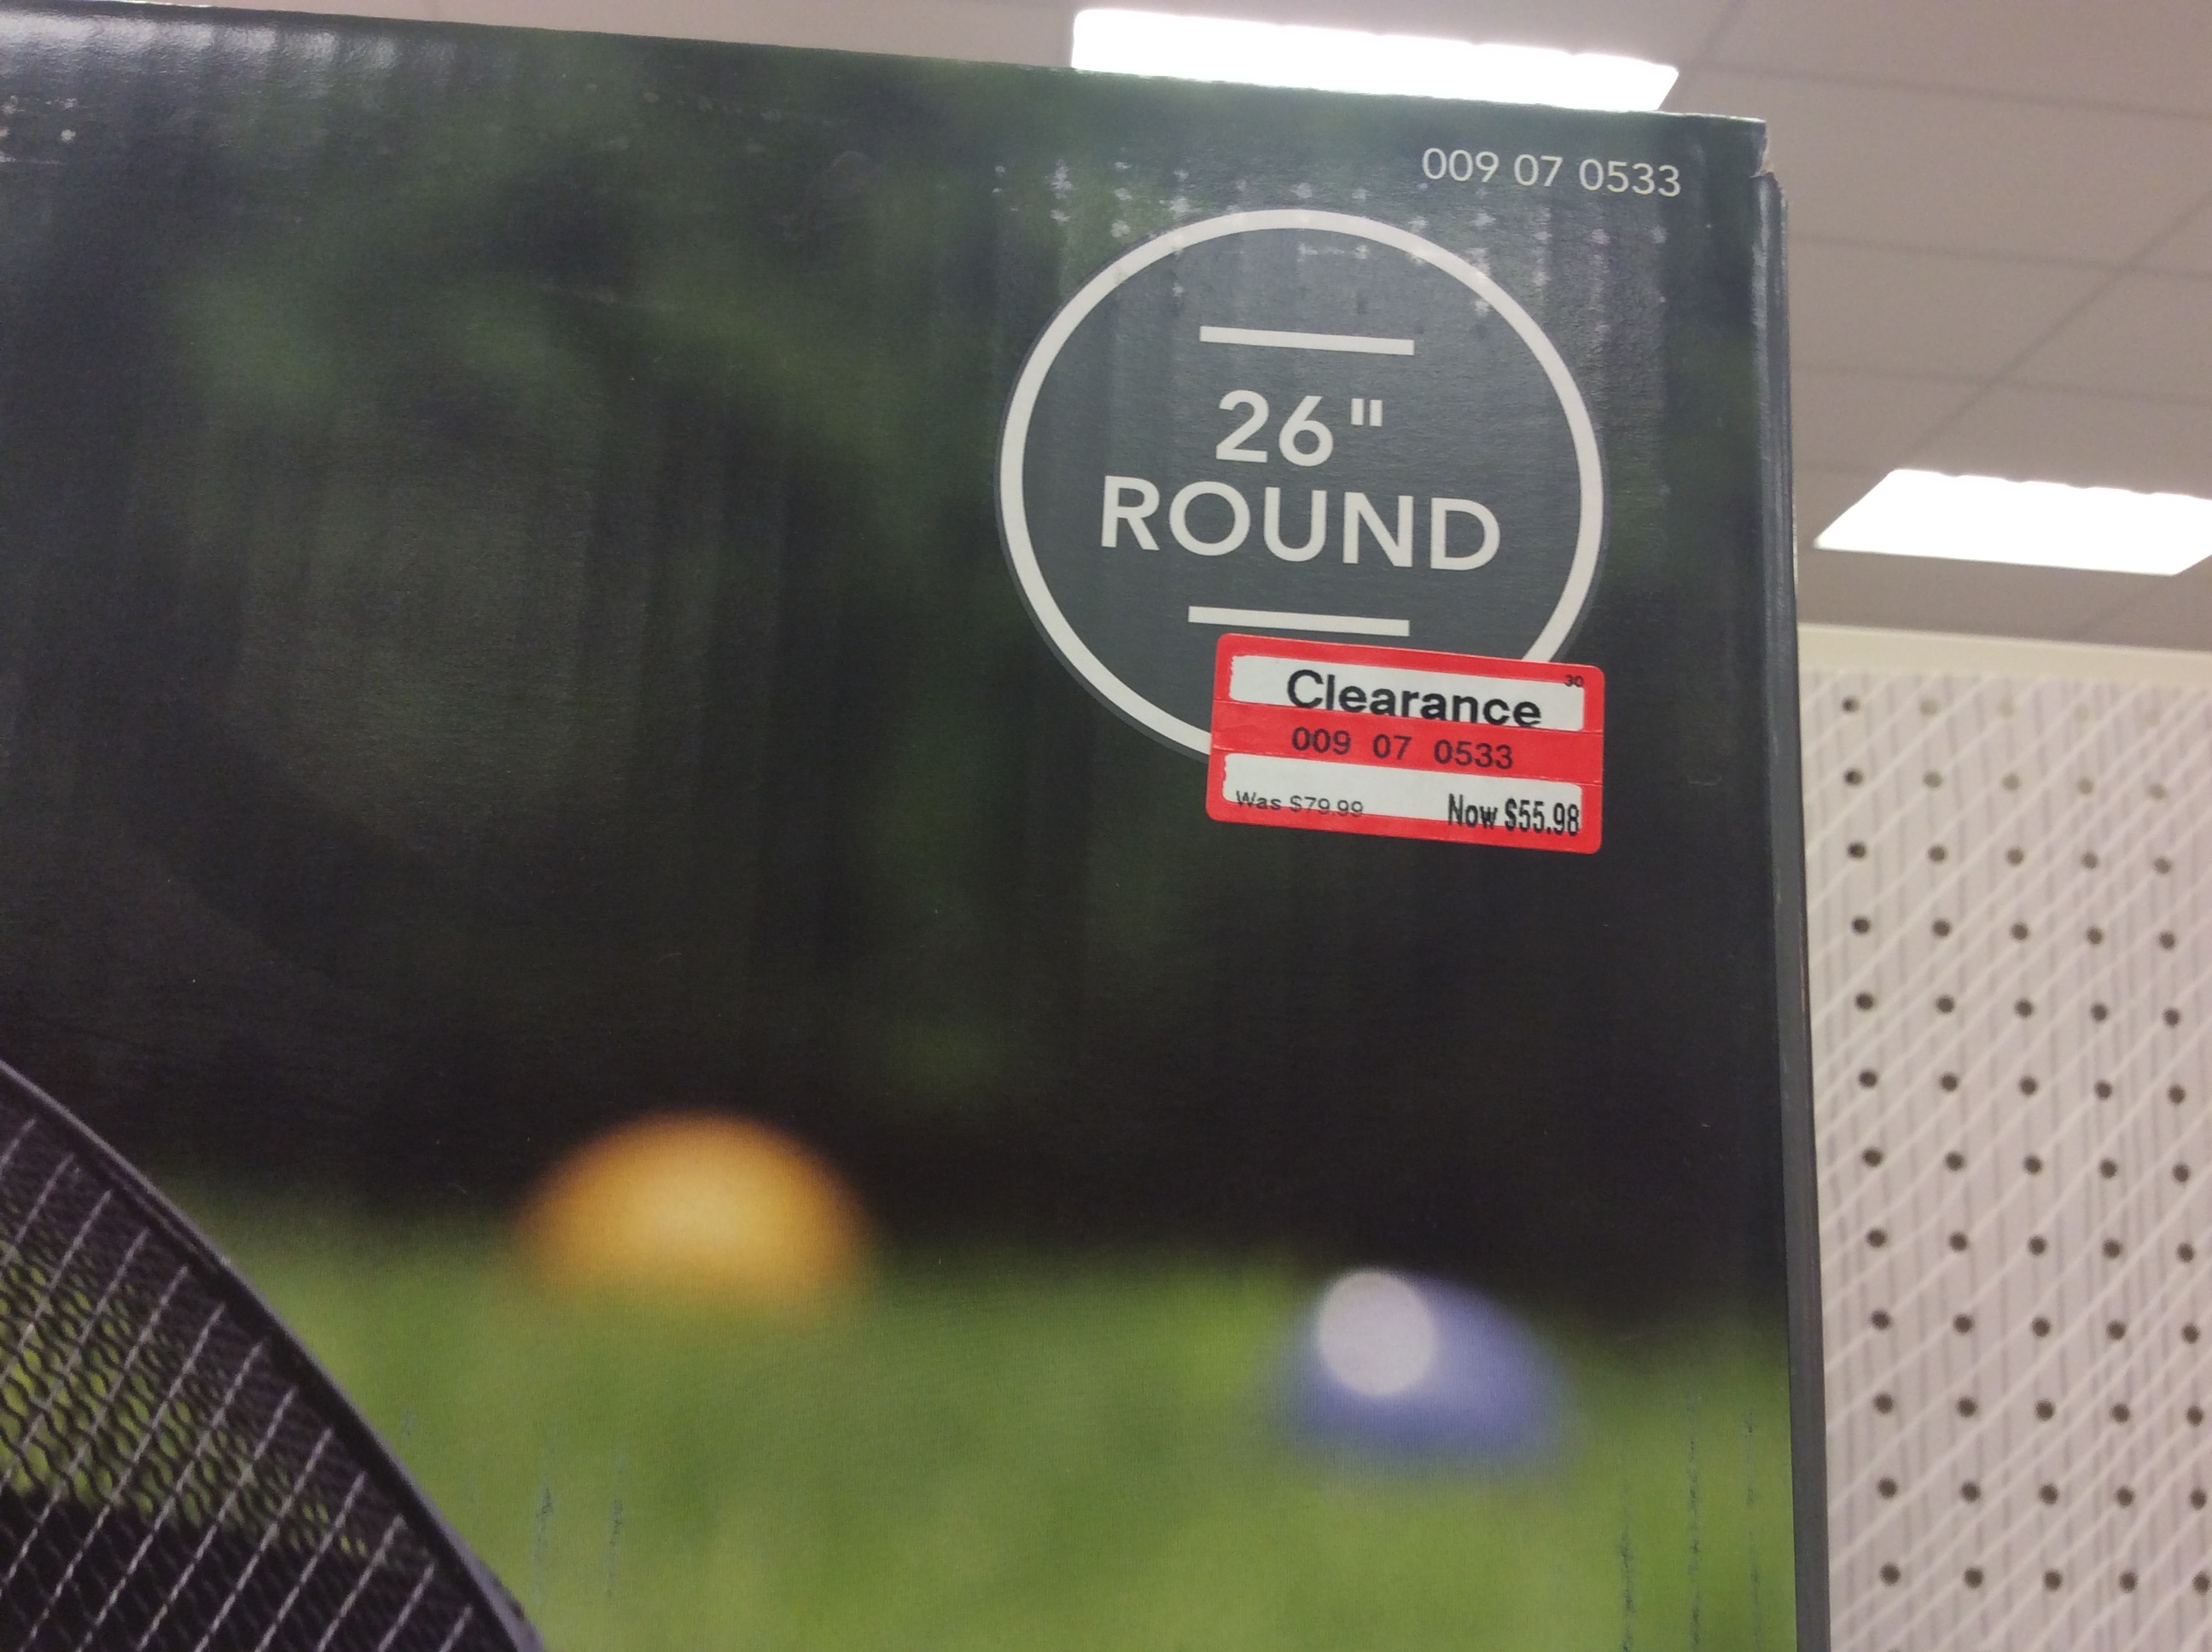 009 07 0533
26"
ROUND
30
Clearance
009 07 0533
Was $79.99 Now $55.98